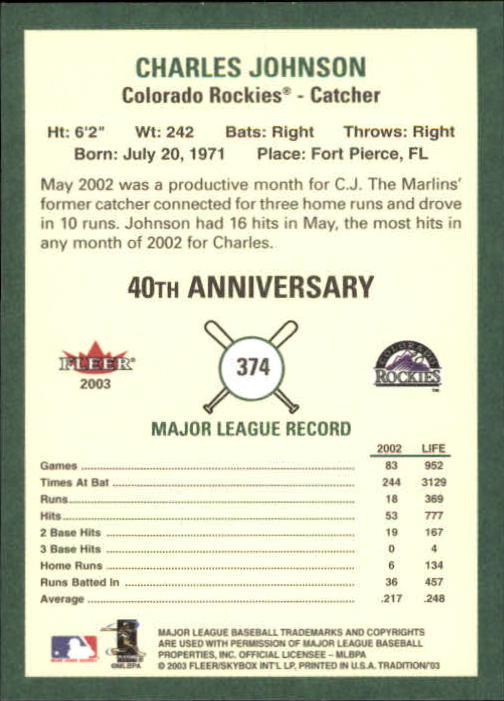 CHARLES JOHNSON
Colorado Rockies® - Catcher
Ht: 6'2" Wt: 242 Bats: Right Throws: Right
Born: July 20, 1971 Place: Fort Pierce, FL
May 2002 was a productive month for C.J. The Marlins'
former catcher connected for three home runs and drove
in 10 runs. Johnson had 16 hits in May, the most hits in
any month of 2002 for Charles.
40TH ANNIVERSARY
FLEER®
2003
374
COLORADO
ROCKIES
™
MAJOR LEAGUE RECORD
2002 LIFE
Games 83 952
Times At Bat 244 3129
Runs 18 369
Hits 53 777
2 Base Hits 19 167
3 Base Hits 0 4
Home Runs 6 134
Runs Batted In 36 457
Average .217 .248
©MLBPA
MAJOR LEAGUE BASEBALL TRADEMARKS AND COPYRIGHTS
ARE USED WITH PERMISSION OF MAJOR LEAGUE BASEBALL
PROPERTIES, INC. OFFICIAL LICENSEE - MLBPA
© 2003 FLEER/SKYBOX INT'L LP, PRINTED IN U.S.A. TRADITION'03